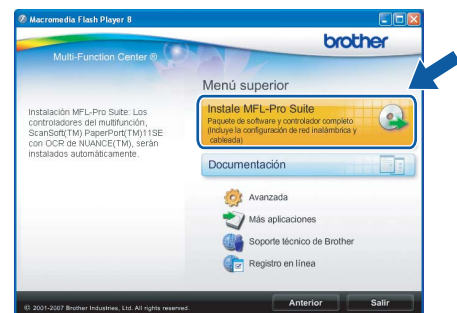 Macromedia Flash Player 8
brother
Multi-Function Center ®
Menú superior
Instalación MFL-Pro Suite: Los
controladores del multifunción,
ScanSoft(TM) PaperPort(TM)11SE
con OCR de NUANCE(TM), serán
instalados automáticamente.
Instale MFL-Pro Suite
Paquete de software y controlador completo
(Induye la configuración de red inalámbrica y
cableada)
Documentación
Avanzada
Más aplicaciones
Soporte técnico de Brother
Registro en línea
© 2001-2007 Brother Industries, Ltd. All rights reserved.
Anterior
Salir